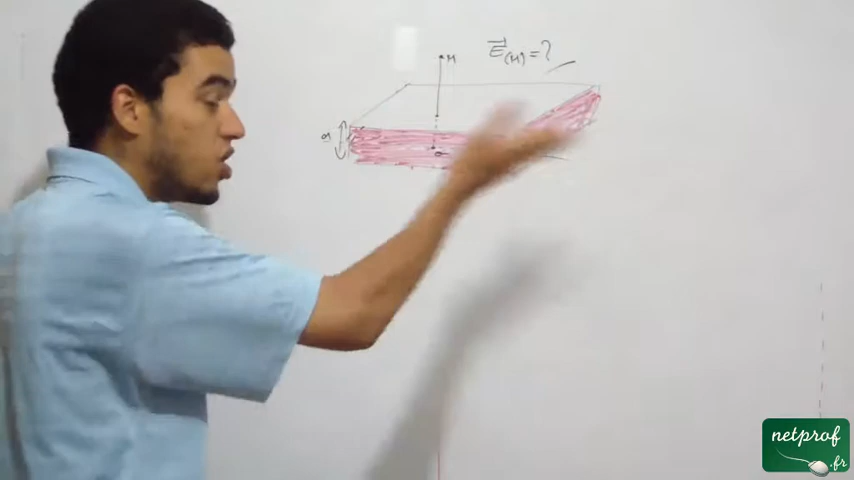 M
E(M) = ?
netprof
.fr